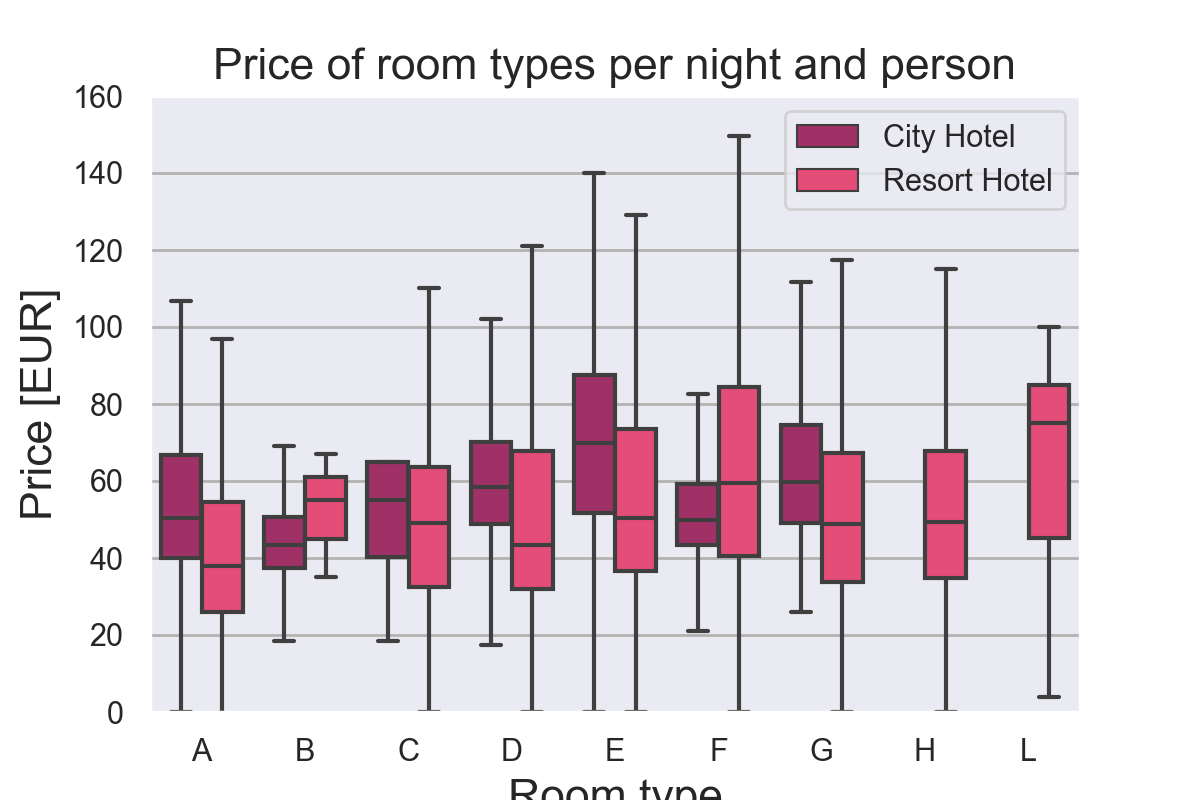 Price of room types per night and person
160
140
120
100
80
60
40
20
0
Price [EUR]
City Hotel
Resort Hotel
A B C D E F G H L
Room type